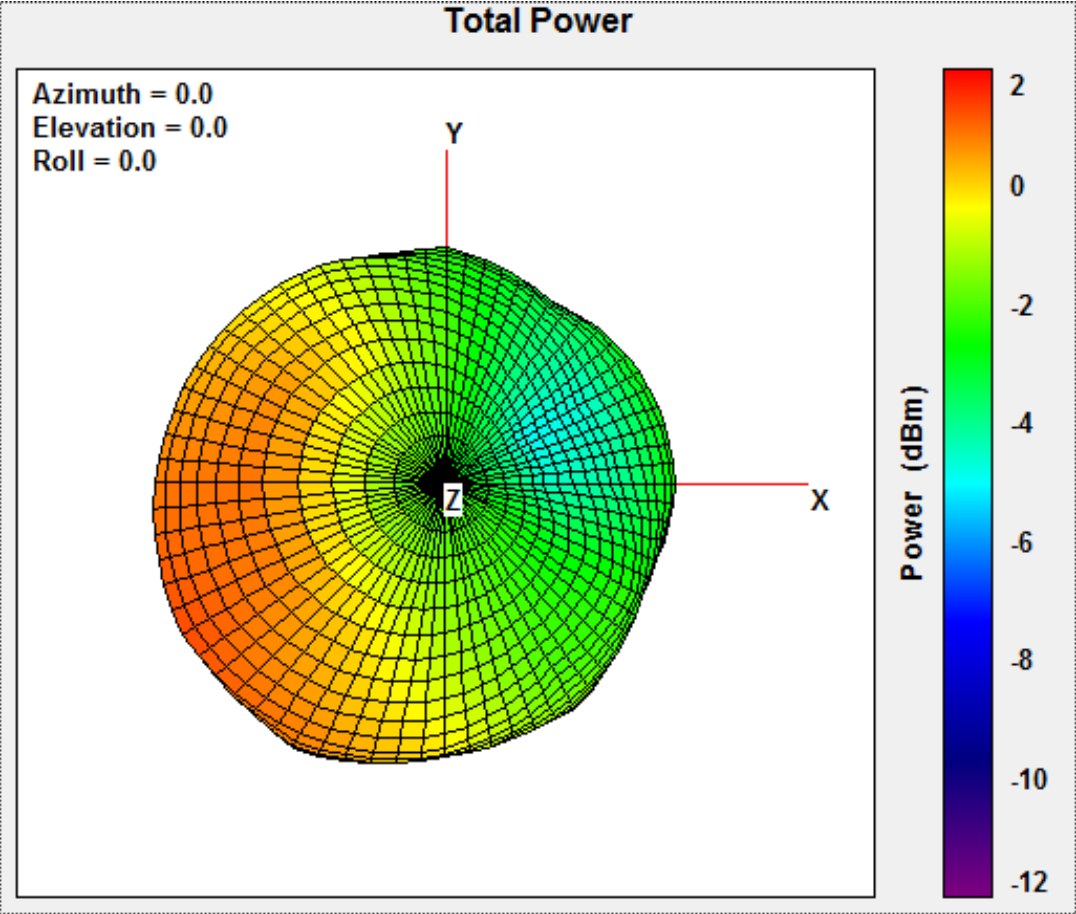 Total Power
Azimuth = 0.0
Elevation = 0.0
Roll = 0.0
Y
X
Z
2
0
-2
-4
-6
-8
-10
-12
Power (dBm)